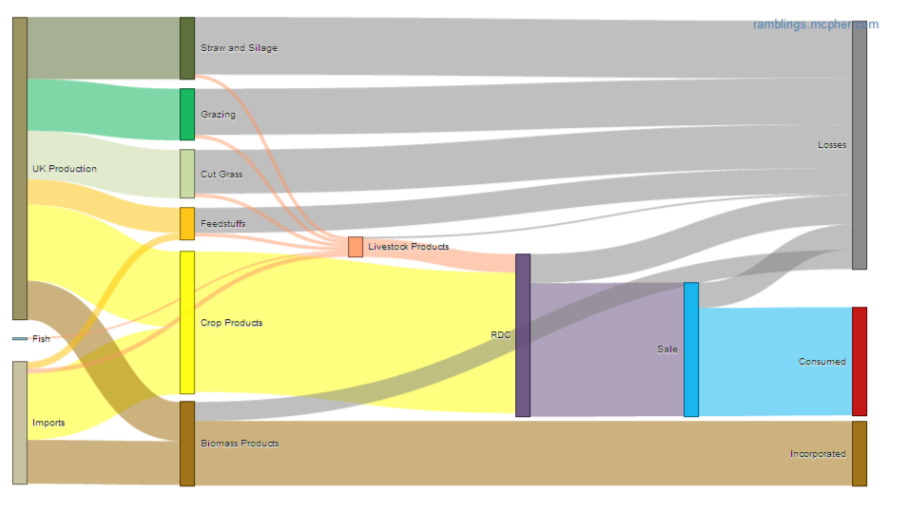 ramblings.mcpher.com
Straw and Silage
Grazing
Losses
UK Production
Cut Grass
Feedstuffs
Livestock Products
Crop Products
RDC
Fish
Sale
Consumed
Imports
Biomass Products
Incorporated